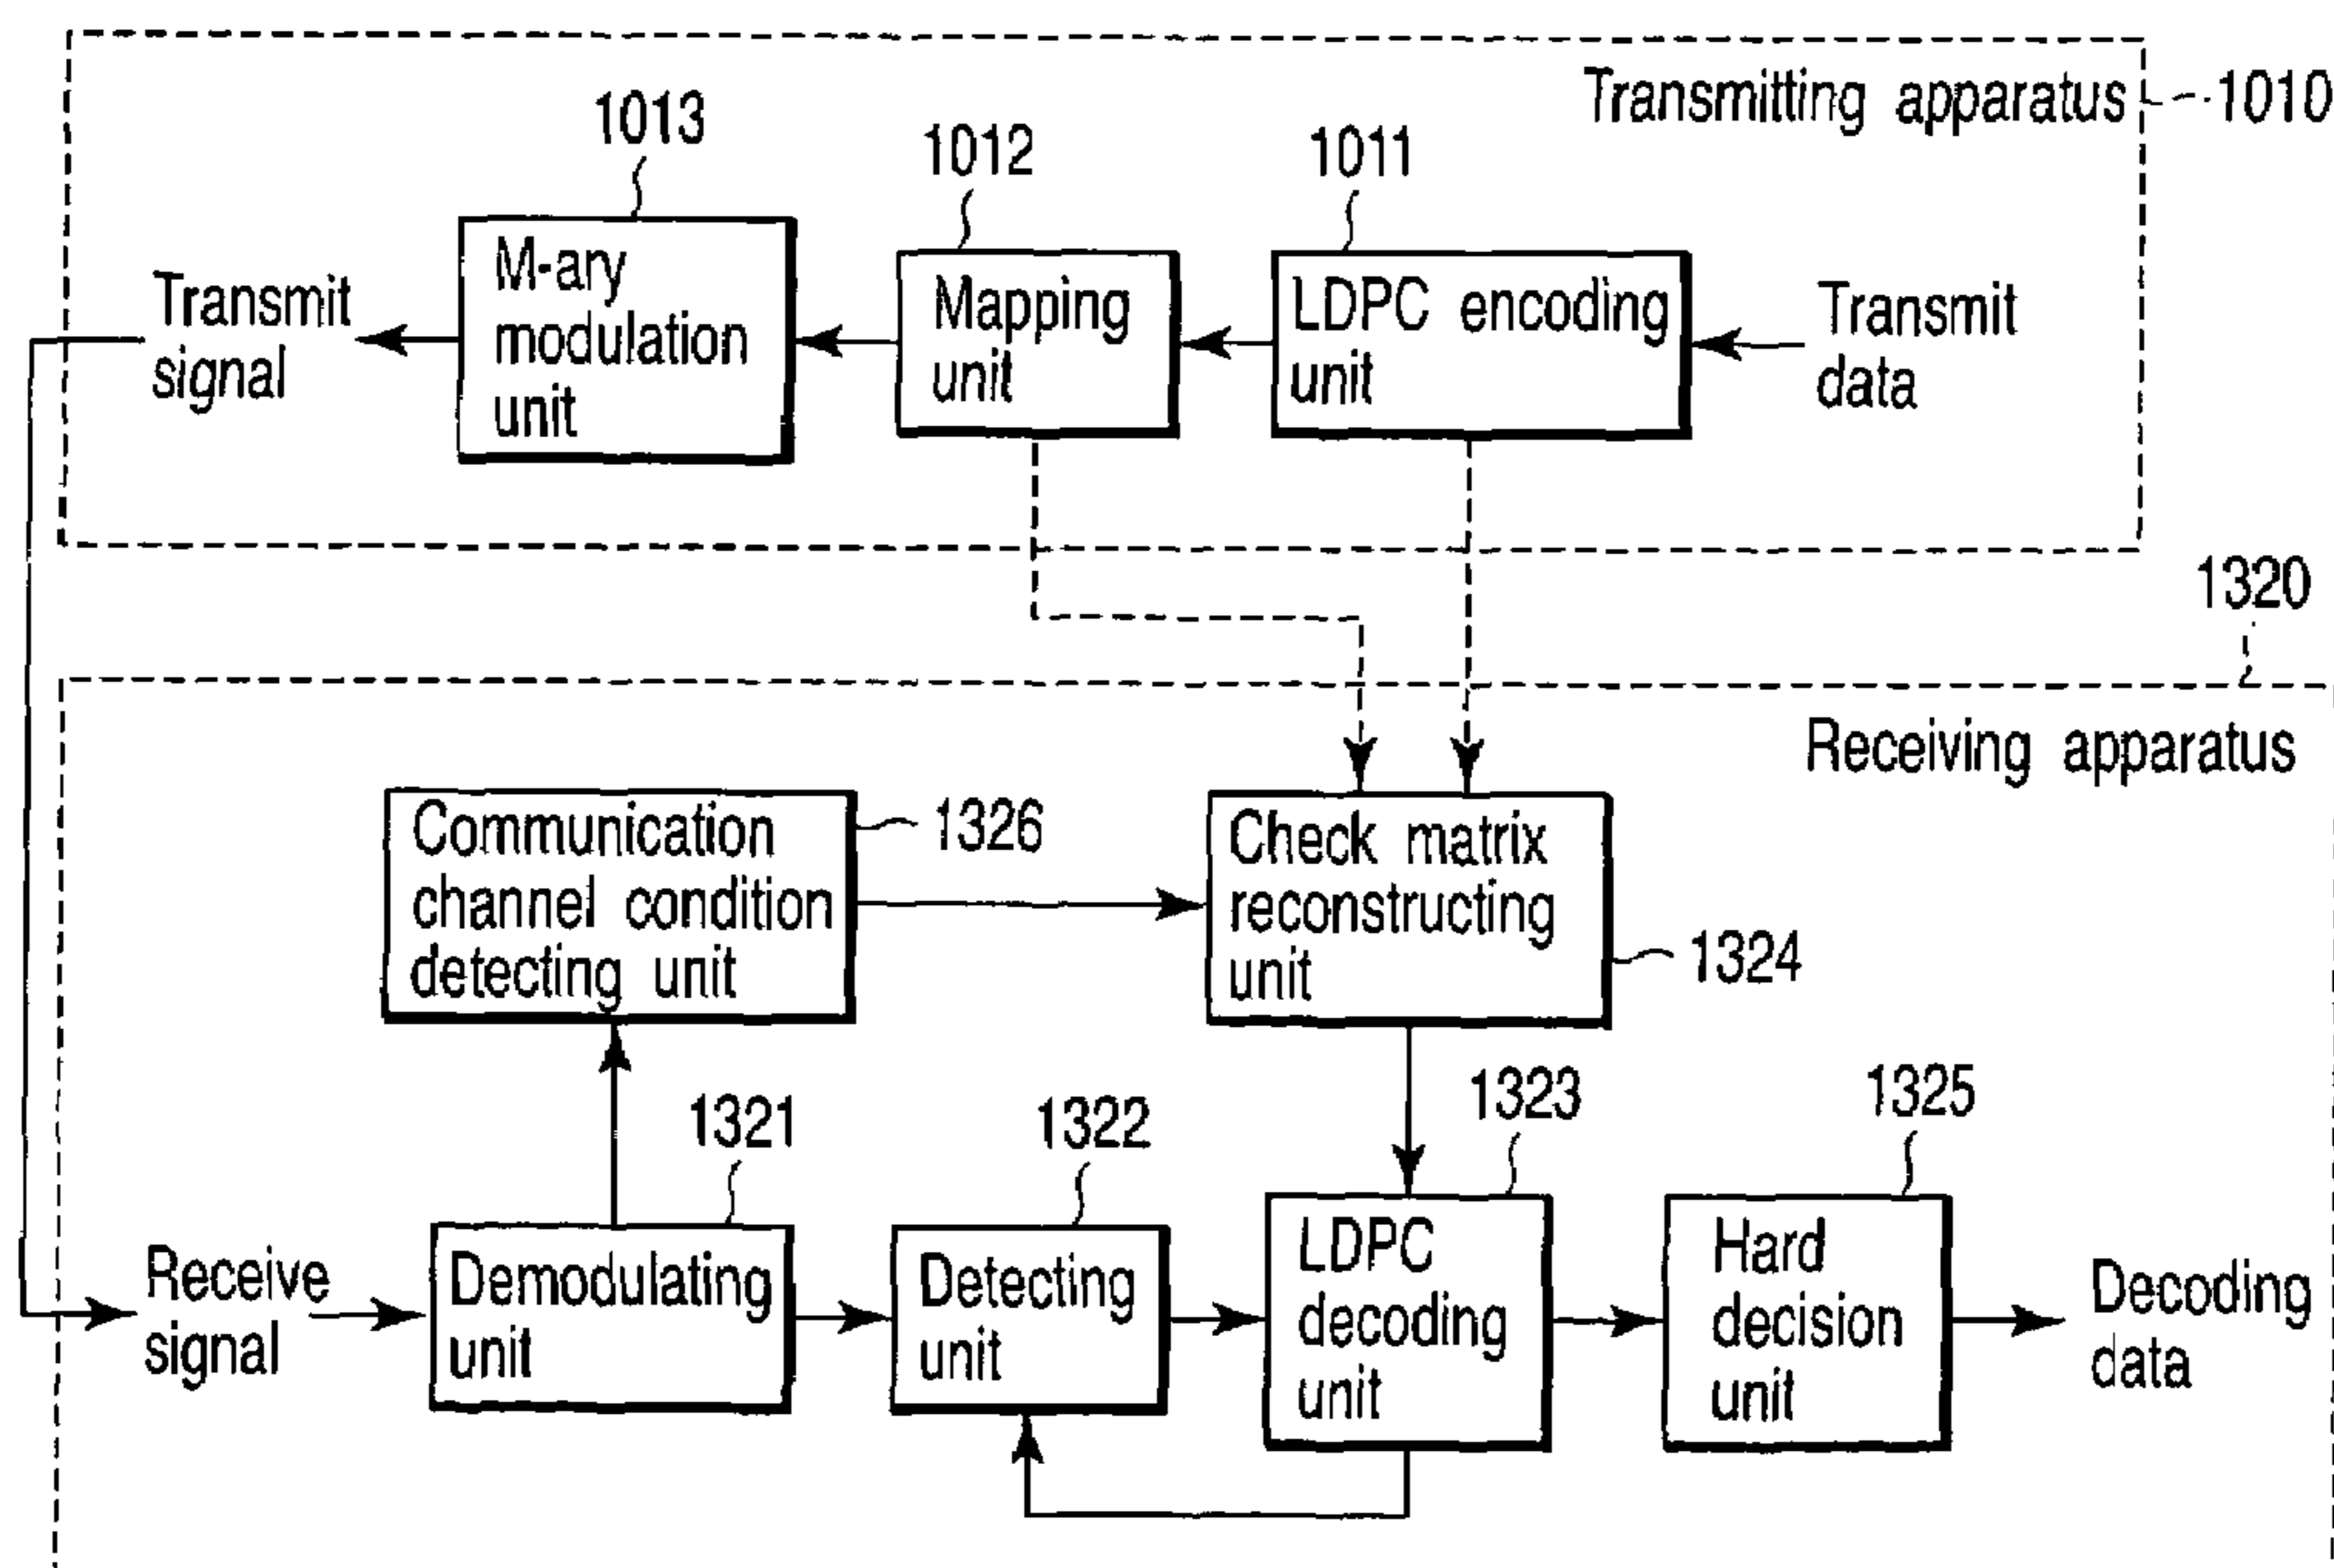 Transmitting apparatus
1010
1013
1012
1011
M-ary
modulation
unit
Mapping
unit
LDPC encoding
unit
Transmit
signal
Transmit
data
1320
Receiving apparatus
Communication
channel condition
detecting unit
1326
Check matrix
reconstructing
unit
1324
1321
1322
1323
1325
Receive
signal
Demodulating
unit
Detecting
unit
LDPC
decoding
unit
Hard
decision
unit
Decoding
data